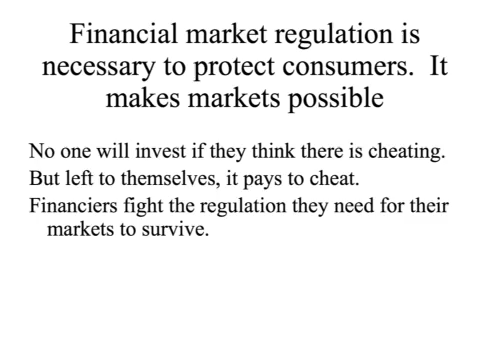 Financial market regulation is
necessary to protect consumers.  It
makes markets possible
No one will invest if they think there is cheating.
But left to themselves, it pays to cheat.
Financiers fight the regulation they need for their
markets to survive.